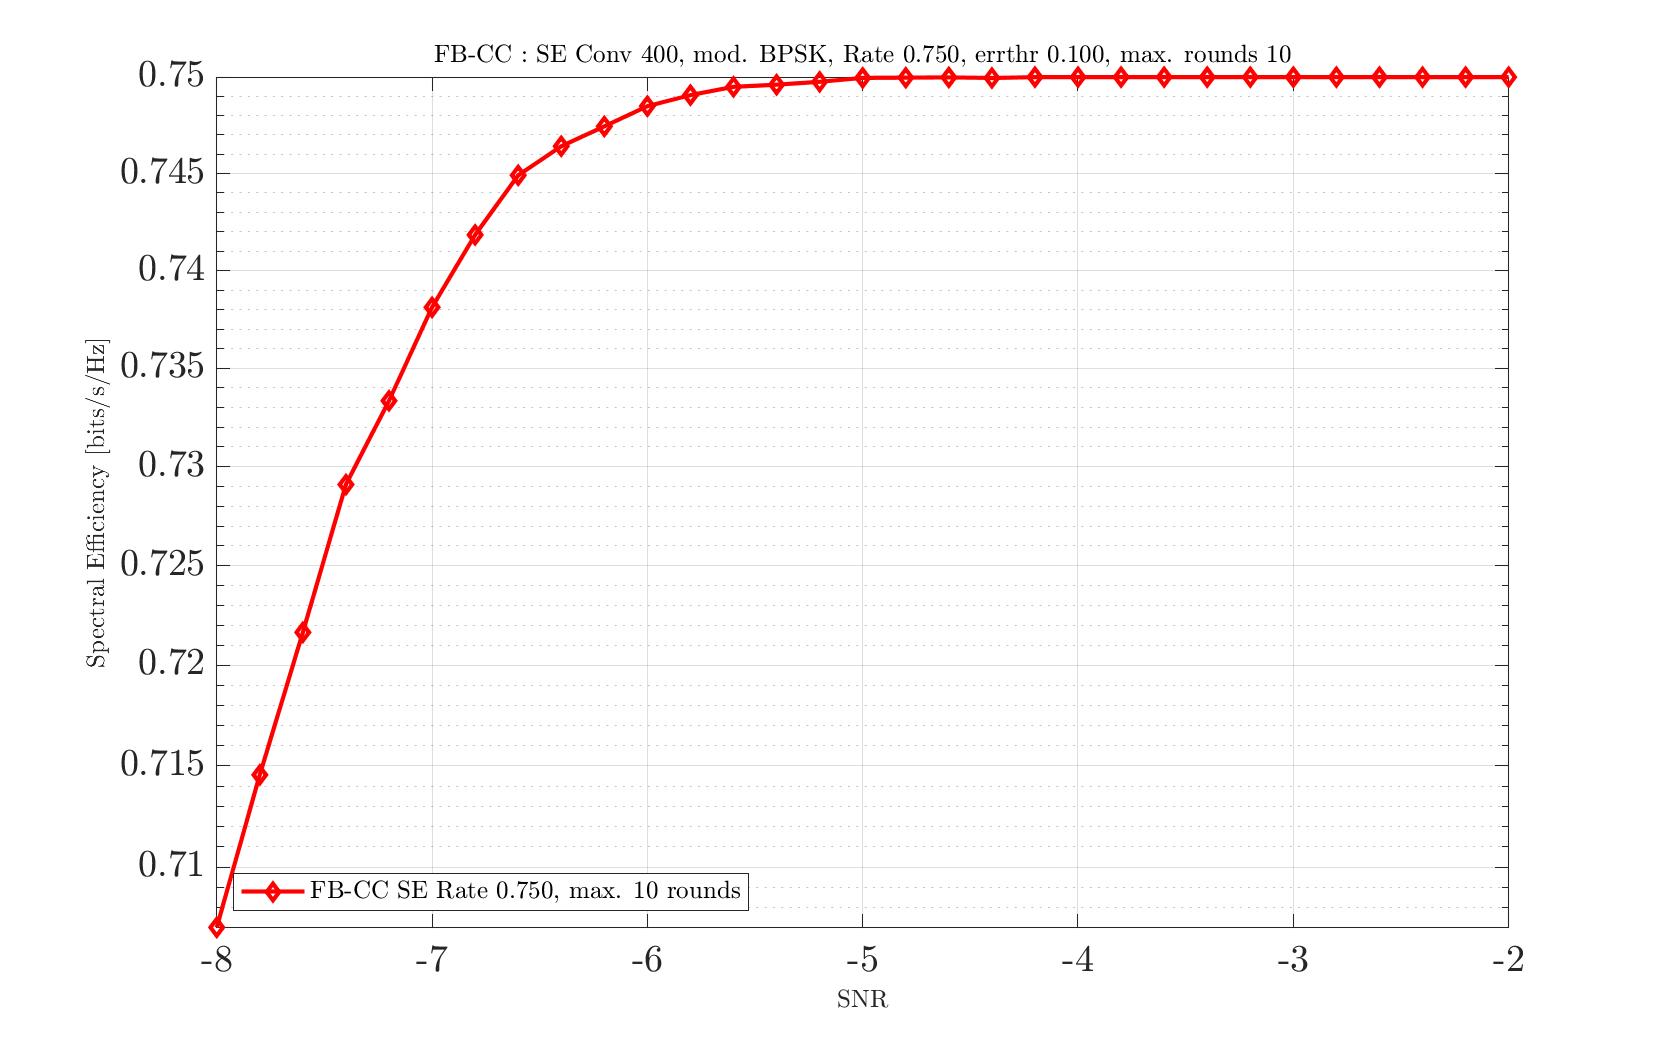 FB-CC : SE Conv 400, mod. BPSK, Rate 0.750, errthr 0.100, max. rounds 10
0.75
0.745
0.74
0.735
0.73
0.725
0.72
0.715
0.71
Spectral Efficiency [bits/s/Hz]
FB-CC SE Rate 0.750, max. 10 rounds
-8 -7 -6 -5 -4 -3 -2
SNR